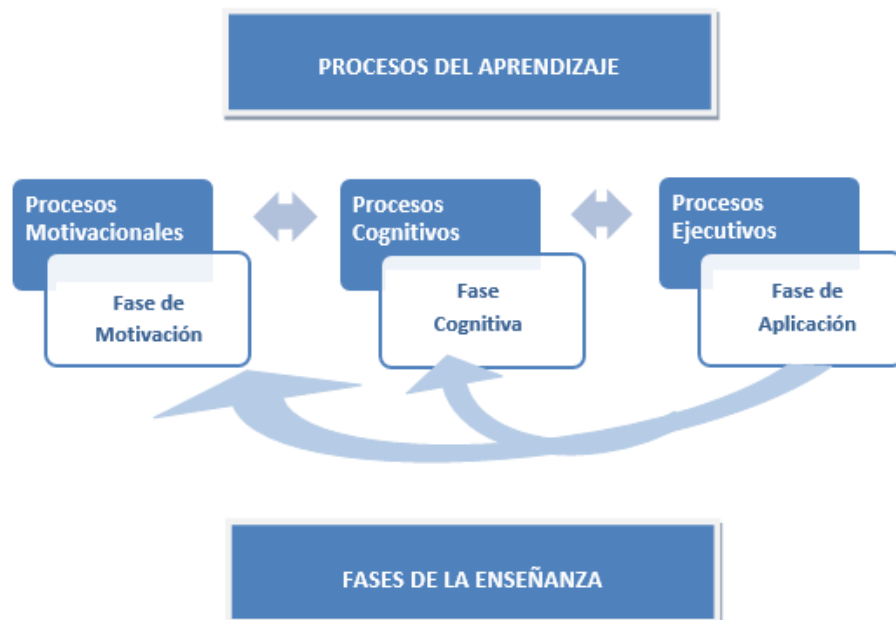 PROCESOS DEL APRENDIZAJE
Procesos
Motivacionales
Fase de
Motivación
Procesos
Cognitivos
Fase
Cognitiva
Procesos
Ejecutivos
Fase de
Aplicación
FASES DE LA ENSEÑANZA